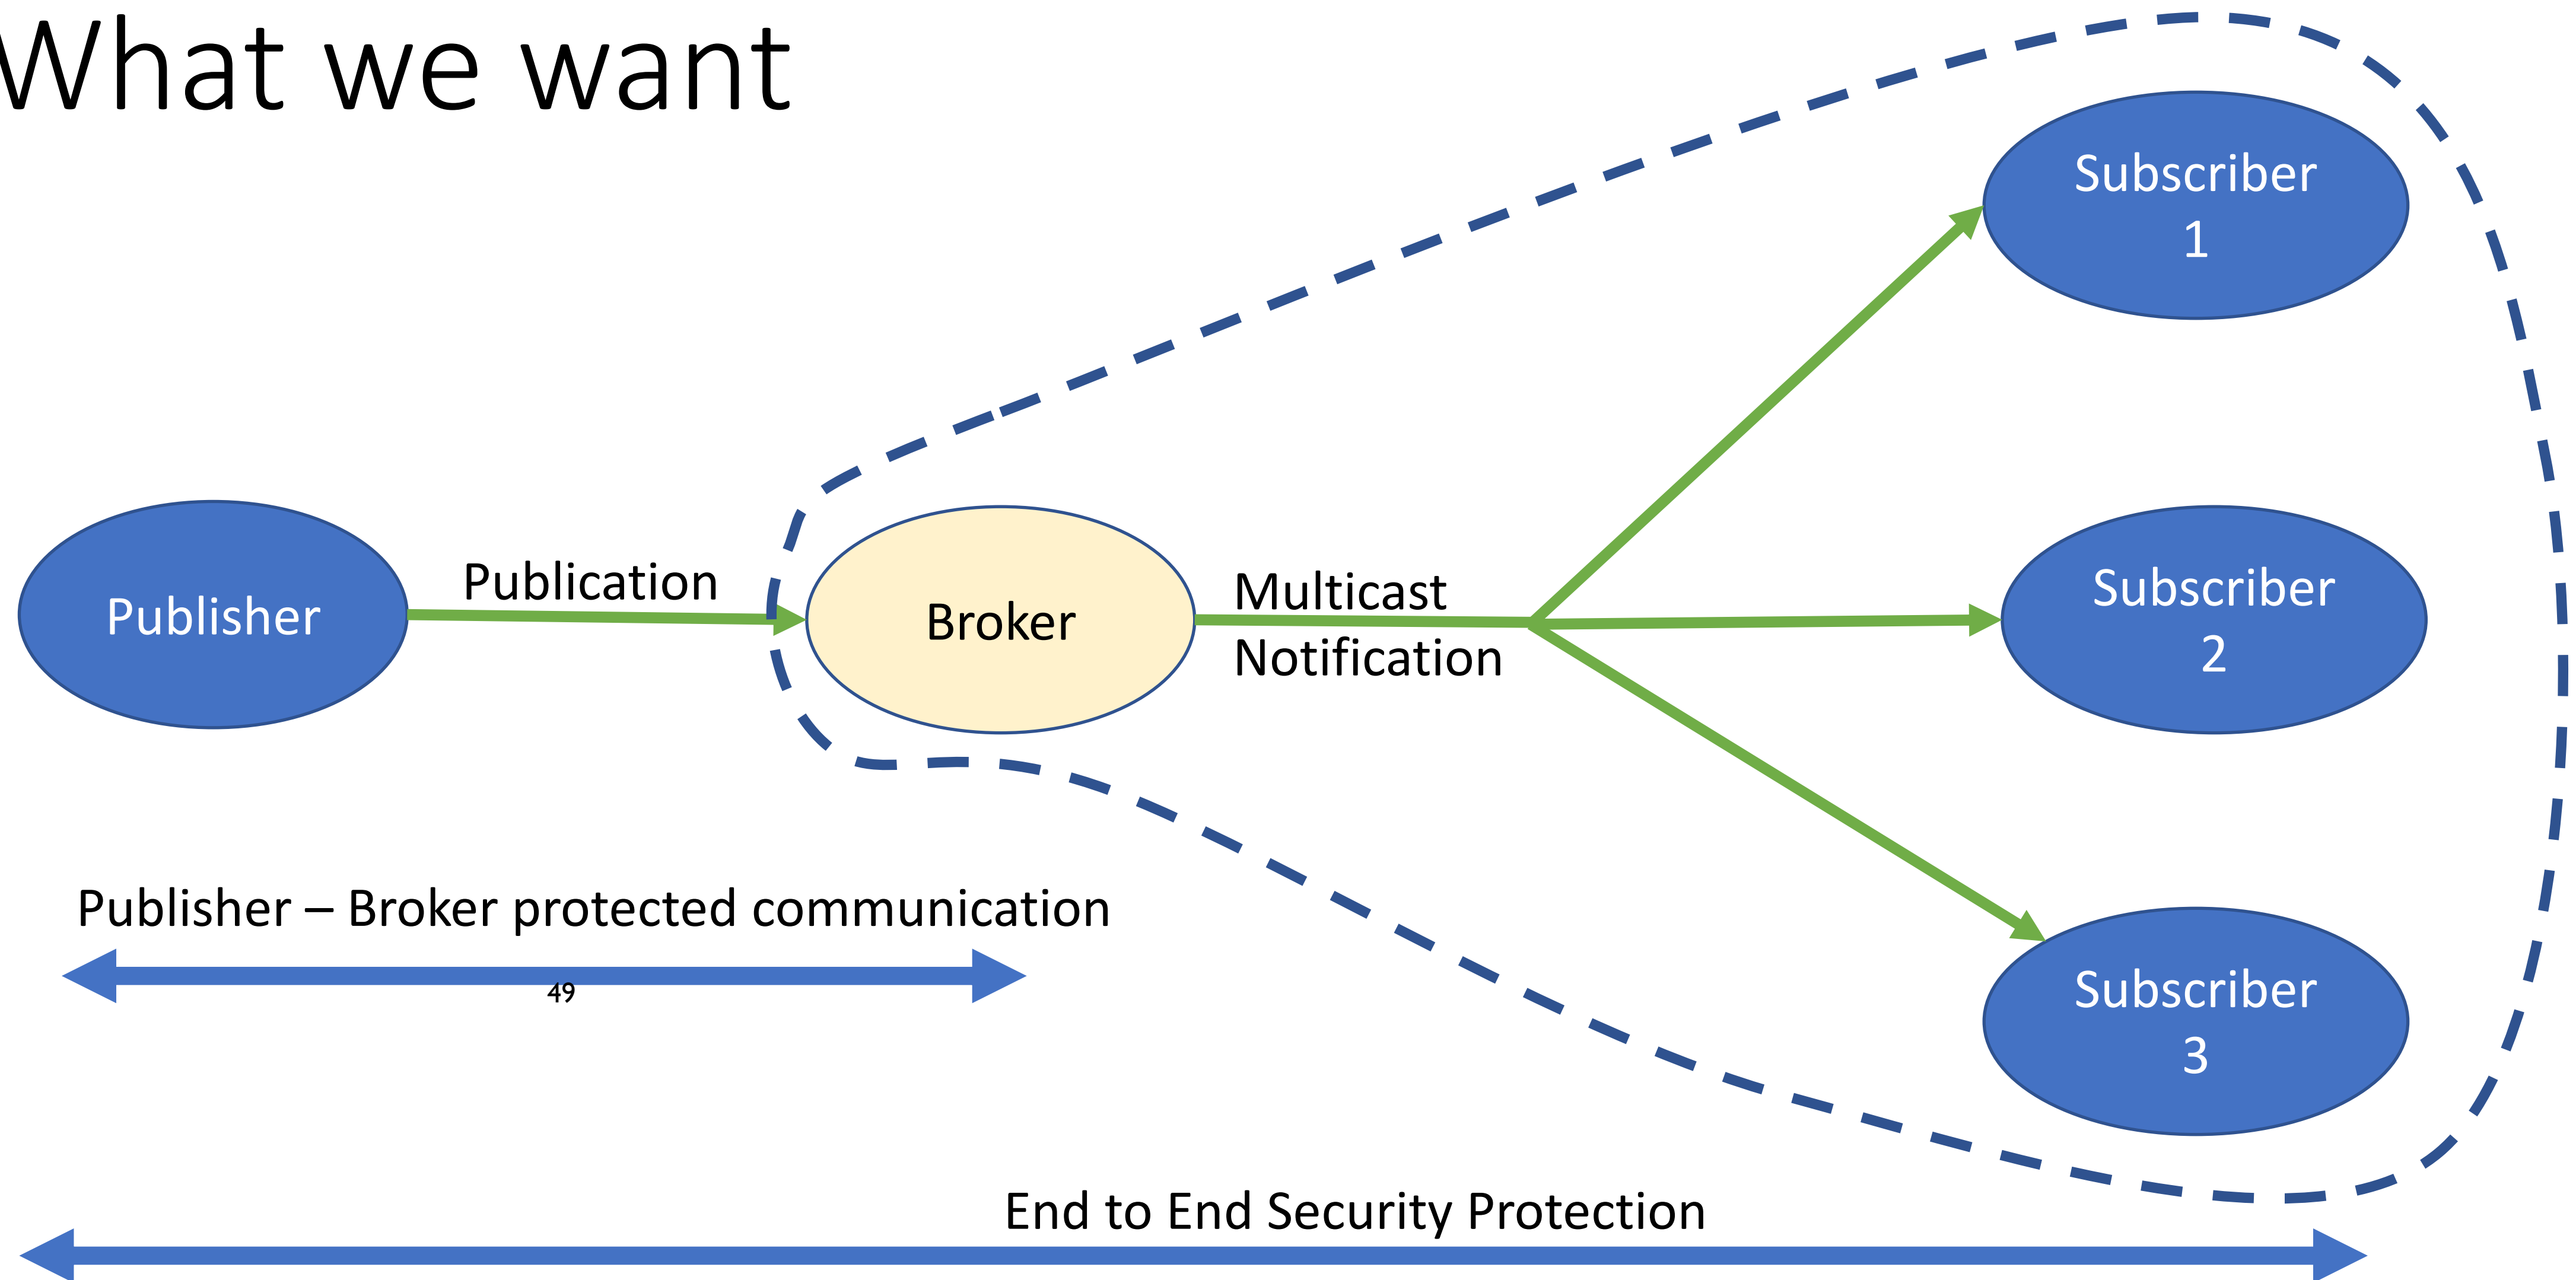 What we want
Subscriber
1
Publisher
Publication
Broker
Multicast
Notification
Subscriber
2
Publisher – Broker protected communication
49
Subscriber
3
End to End Security Protection